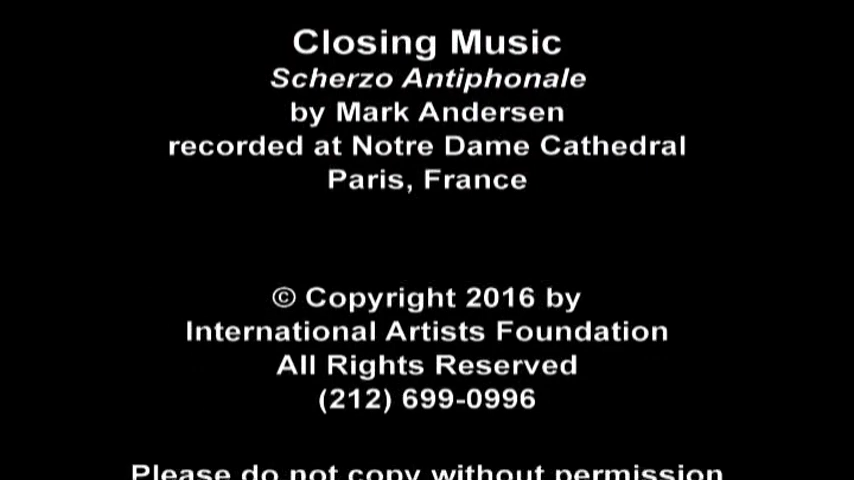 Closing Music
Scherzo Antiphonale
by Mark Andersen
recorded at Notre Dame Cathedral
Paris, France
© Copyright 2016 by
International Artists Foundation
All Rights Reserved
(212) 699-0996
Please do not copy without permission